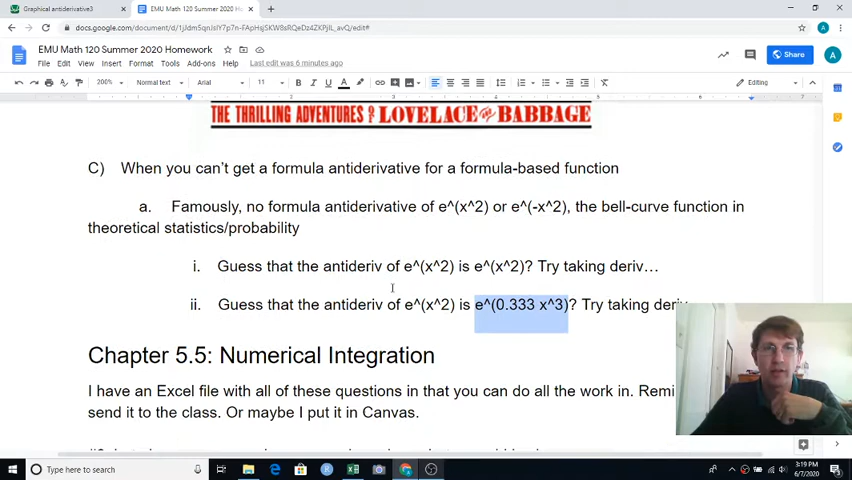 Graphical antiderivative3
EMU Math 120 Summer 2020 Homework
EMU Math 120 Summer 2020 Homework
File Edit View Insert Format Tools Add-ons Help Last edit was 6 minutes ago
Share
200% Normal text Arial 11 Editing
THE THRILLING ADVENTURES OF LOVELACE and BABBAGE
C) When you can't get a formula antiderivative for a formula-based function
a. Famously, no formula antiderivative of e^(x^2) or e^(-x^2), the bell-curve function in
theoretical statistics/probability
i. Guess that the antideriv of e^(x^2) is e^(x^2)? Try taking deriv…
ii. Guess that the antideriv of e^(x^2) is e^(0.333 x^3)? Try taking deriv
Chapter 5.5: Numerical Integration
I have an Excel file with all of these questions in that you can do all the work in. Remi
send it to the class. Or maybe I put it in Canvas.
Type here to search
3:19 PM
6/7/2020